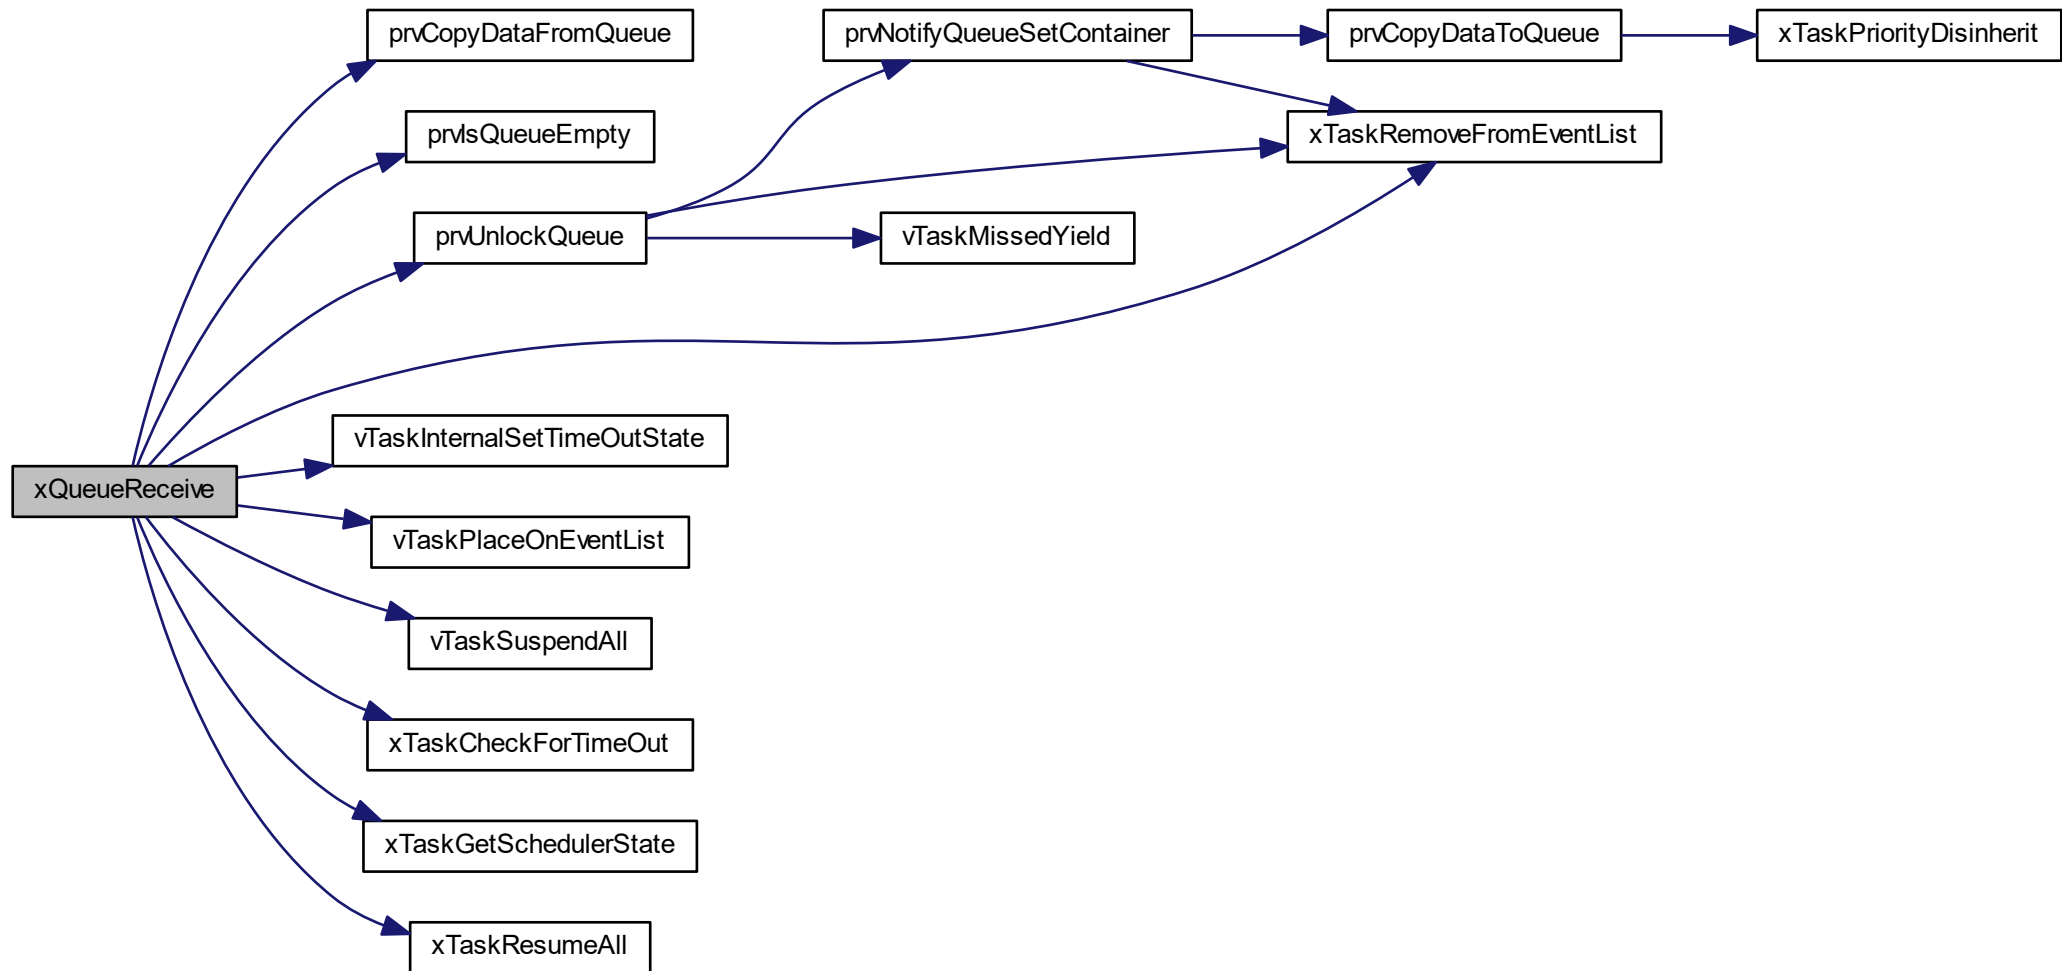 prvCopyDataFromQueue
prvNotifyQueueSetContainer
prvCopyDataToQueue
xTaskPriorityDisinherit
prvIsQueueEmpty
xTaskRemoveFromEventList
prvUnlockQueue
vTaskMissedYield
vTaskInternalSetTimeOutState
xQueueReceive
vTaskPlaceOnEventList
vTaskSuspendAll
xTaskCheckForTimeOut
xTaskGetSchedulerState
xTaskResumeAll